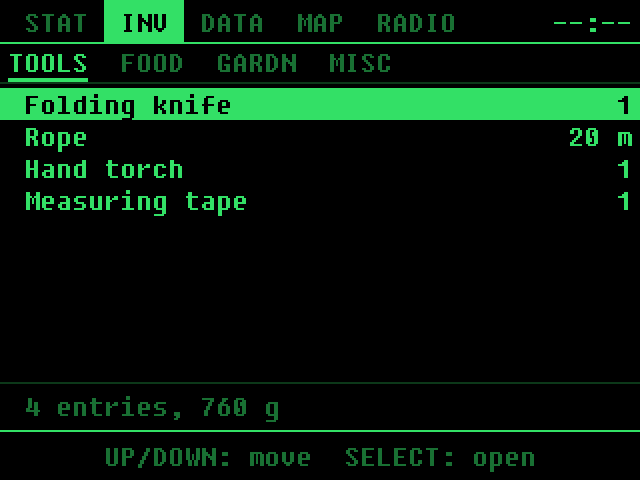 STAT INV DATA MAP RADIO --:--
TOOLS FOOD GARDN MISC
Folding knife 1
Rope 20 m
Hand torch 1
Measuring tape 1
4 entries, 760 g
UP/DOWN: move SELECT: open